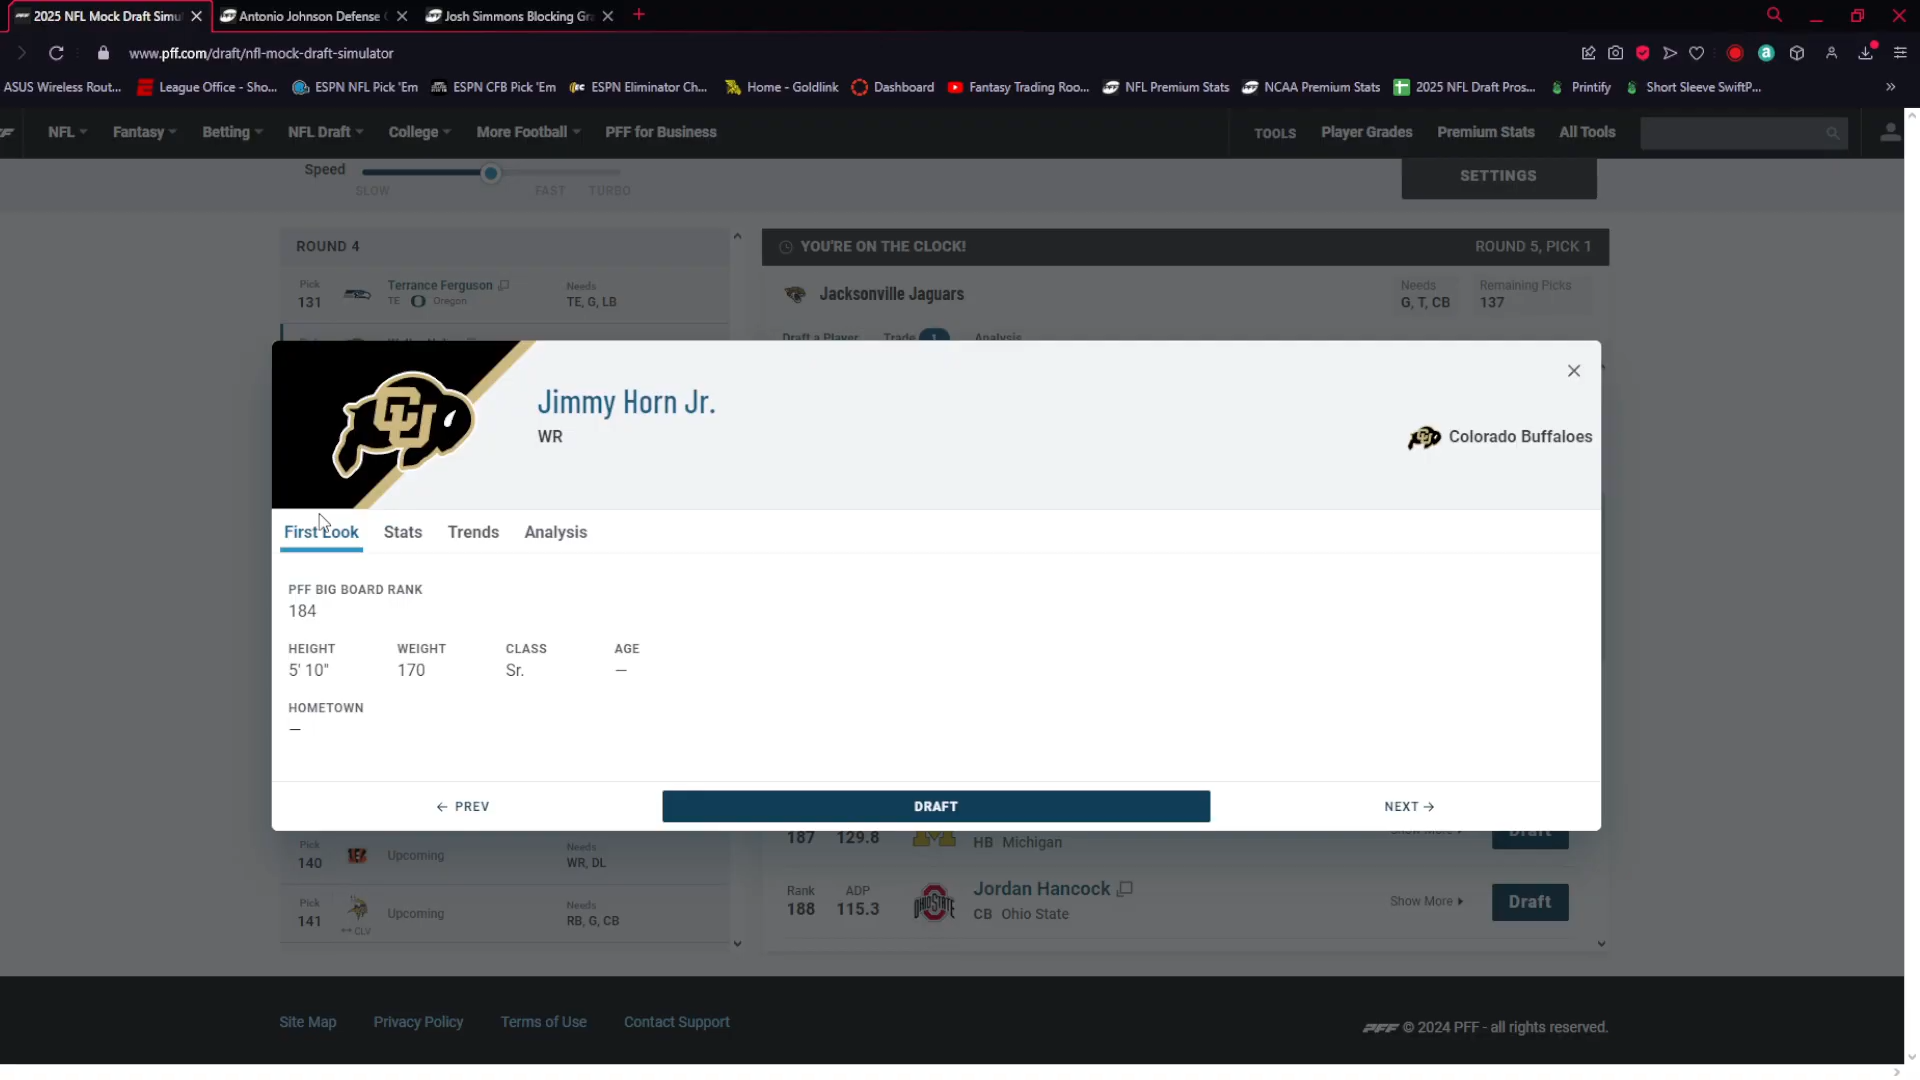 2025 NFL Mock Draft Simu
Antonio Johnson Defense
Josh Simmons Blocking Gr
www.pff.com/draft/nfl-mock-draft-simulator
ASUS Wireless Rout...
League Office - Sho...
ESPN NFL Pick 'Em
ESPN CFB Pick 'Em
ESPN Eliminator Ch...
Home - Goldlink
Dashboard
Fantasy Trading Roo...
NFL Premium Stats
NCAA Premium Stats
2025 NFL Draft Pros...
Printify
Short Sleeve SwiftP...
NFL
Fantasy
Betting
NFL Draft
College
More Football
PFF for Business
TOOLS
Player Grades
Premium Stats
All Tools
Speed
SLOW
FAST
TURBO
SETTINGS
ROUND 4
YOU'RE ON THE CLOCK!
ROUND 5, PICK 1
Pick
131
Terrance Ferguson
TE
Oregon
Needs
TE, G, LB
Jacksonville Jaguars
Needs
G, T, CB
Remaining Picks
137
Draft a Player
Trade
1
Analysis
Jimmy Horn Jr.
WR
Colorado Buffaloes
First Look
Stats
Trends
Analysis
PFF BIG BOARD RANK
184
HEIGHT
WEIGHT
CLASS
AGE
5' 10"
170
Sr.
—
HOMETOWN
—
← PREV
DRAFT
NEXT →
Pick
140
Upcoming
Needs
WR, DL
187
129.8
HB Michigan
Show More
Draft
Pick
141
↔ CLV
Upcoming
Needs
RB, G, CB
Rank
188
ADP
115.3
OHIO STATE
Jordan Hancock
CB Ohio State
Show More
Draft
Site Map
Privacy Policy
Terms of Use
Contact Support
PFF © 2024 PFF - all rights reserved.